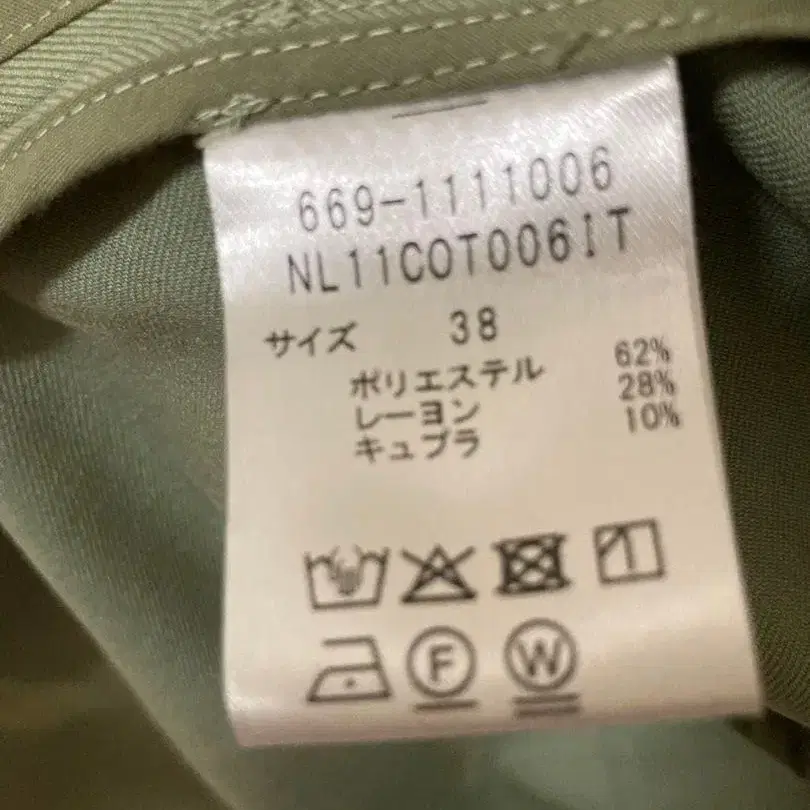 669-1111006
NL11COT006IT
サイズ 38
ポリエステル 62%
レーヨン 28%
キュプラ 10%
F W